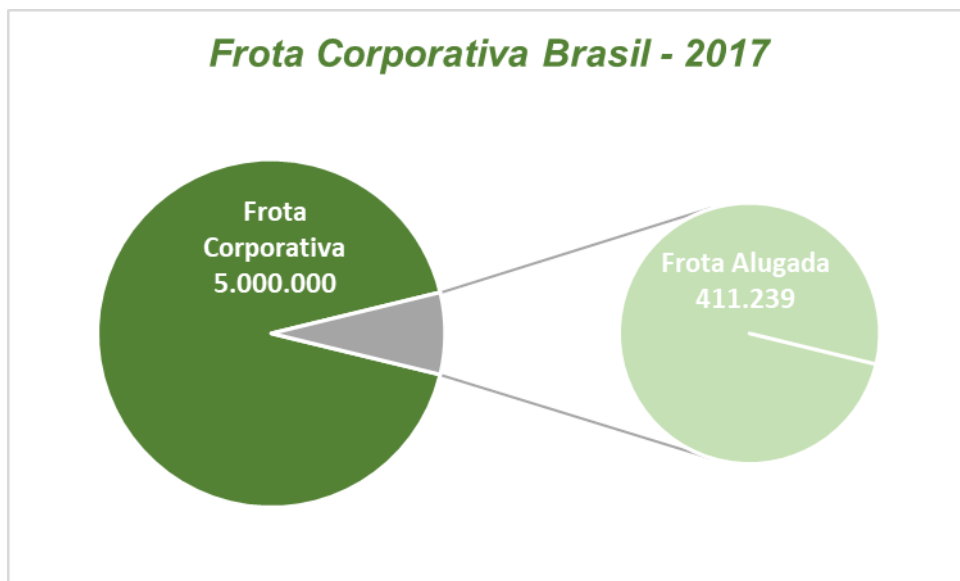 Frota Corporativa Brasil - 2017
Frota
Corporativa
5.000.000
Frota Alugada
411.239